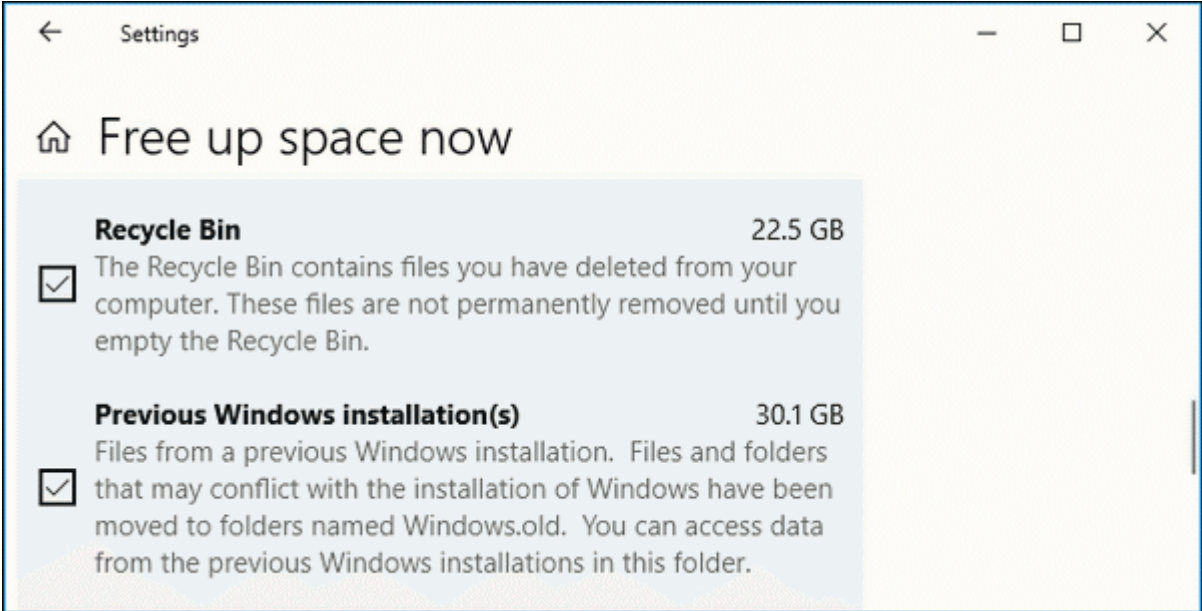 Settings
Free up space now
Recycle Bin 22.5 GB
The Recycle Bin contains files you have deleted from your
computer. These files are not permanently removed until you
empty the Recycle Bin.
Previous Windows installation(s) 30.1 GB
Files from a previous Windows installation.  Files and folders
that may conflict with the installation of Windows have been
moved to folders named Windows.old.  You can access data
from the previous Windows installations in this folder.